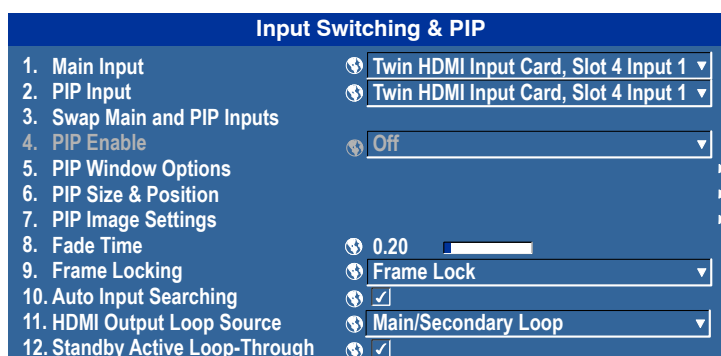 Input Switching & PIP
1. Main Input Twin HDMI Input Card, Slot 4 Input 1
2. PIP Input Twin HDMI Input Card, Slot 4 Input 1
3. Swap Main and PIP Inputs
4. PIP Enable Off
5. PIP Window Options
6. PIP Size & Position
7. PIP Image Settings
8. Fade Time 0.20
9. Frame Locking Frame Lock
10. Auto Input Searching
11. HDMI Output Loop Source Main/Secondary Loop
12. Standby Active Loop-Through